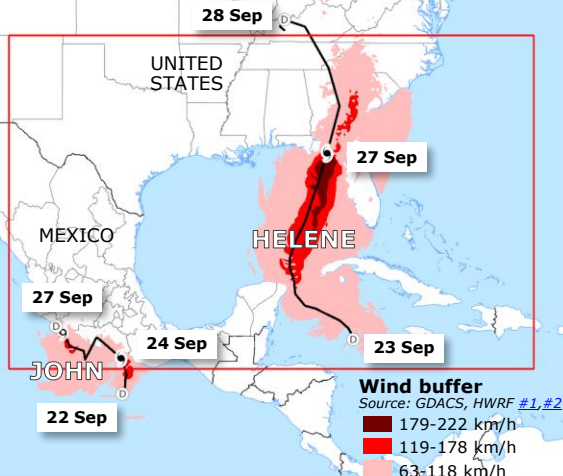 28 Sep
D
UNITED
STATES
27 Sep
HELENE
MEXICO
27 Sep
D
24 Sep
D
23 Sep
JOHN
D
22 Sep
Wind buffer
Source: GDACS, HWRF #1,#2
179-222 km/h
119-178 km/h
63-118 km/h